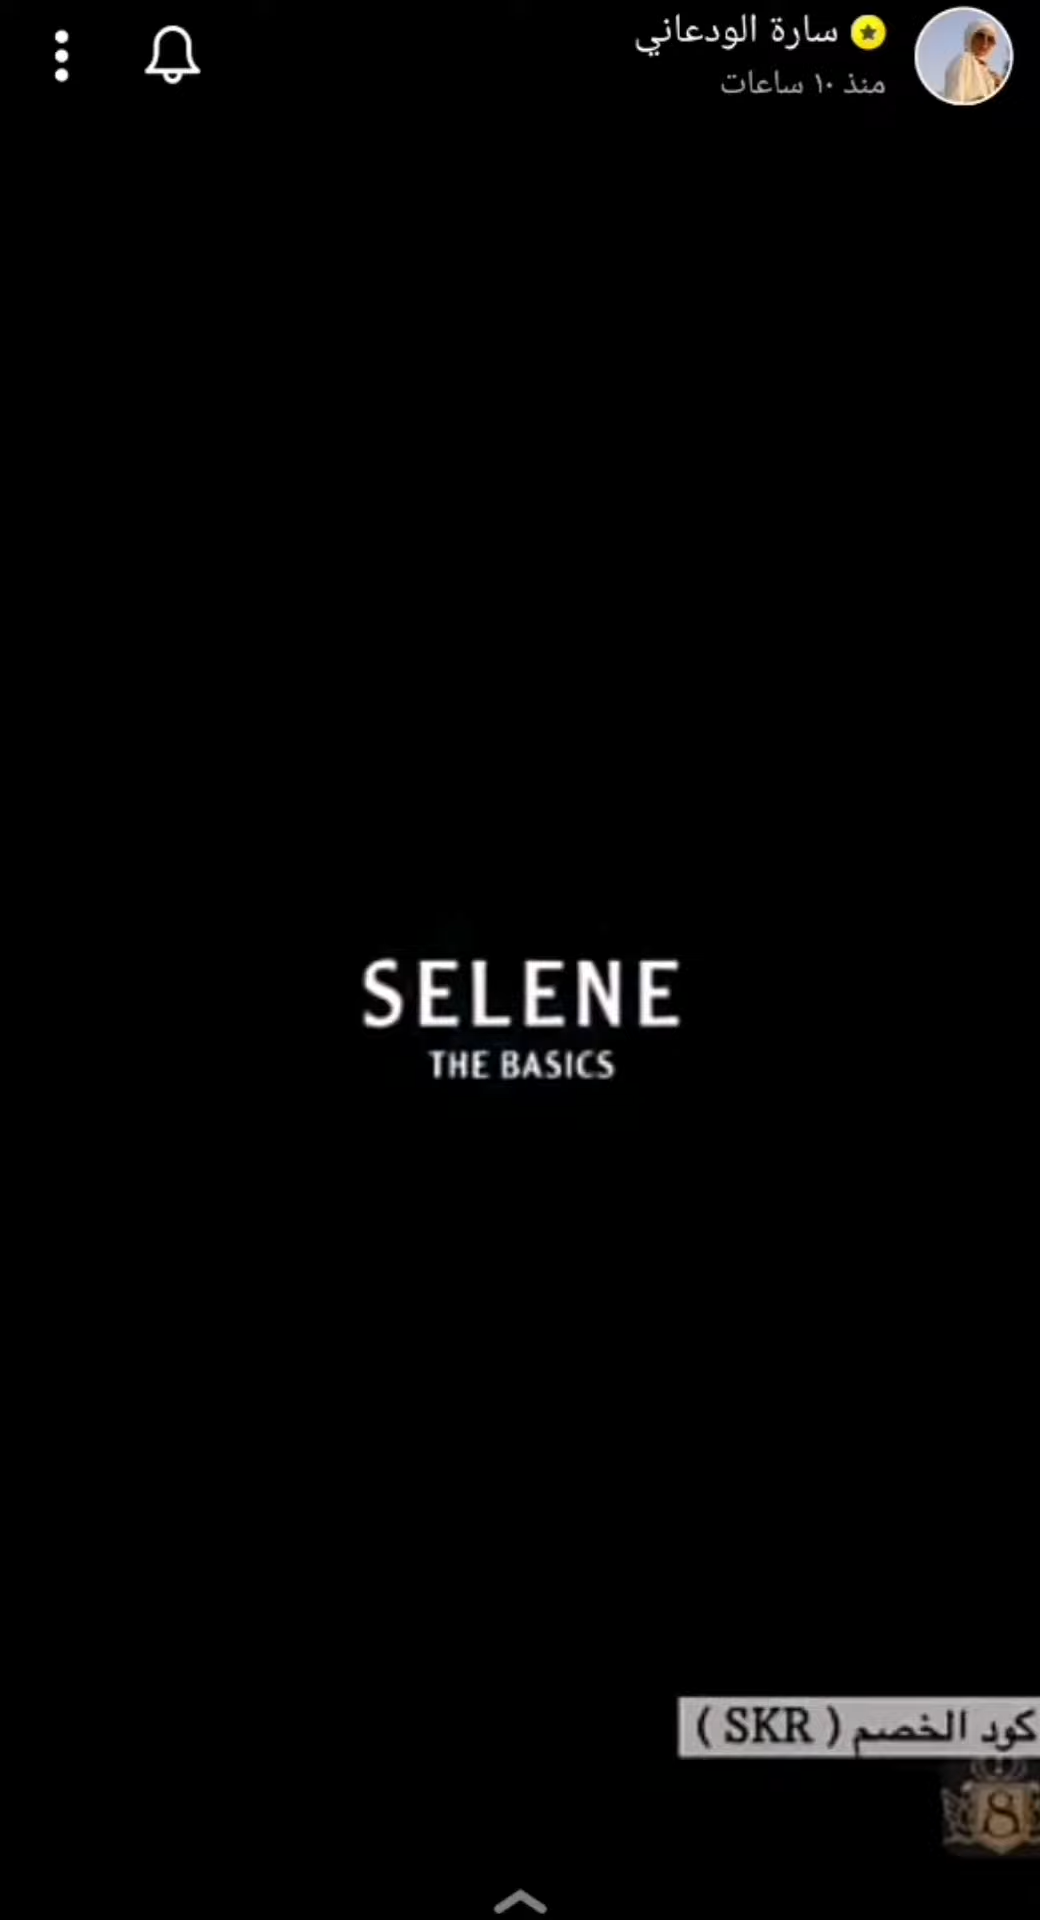 سارة الودعاني
منذ ١٠ ساعات
SELENE
THE BASICS
كود الخصم ( SKR )
S